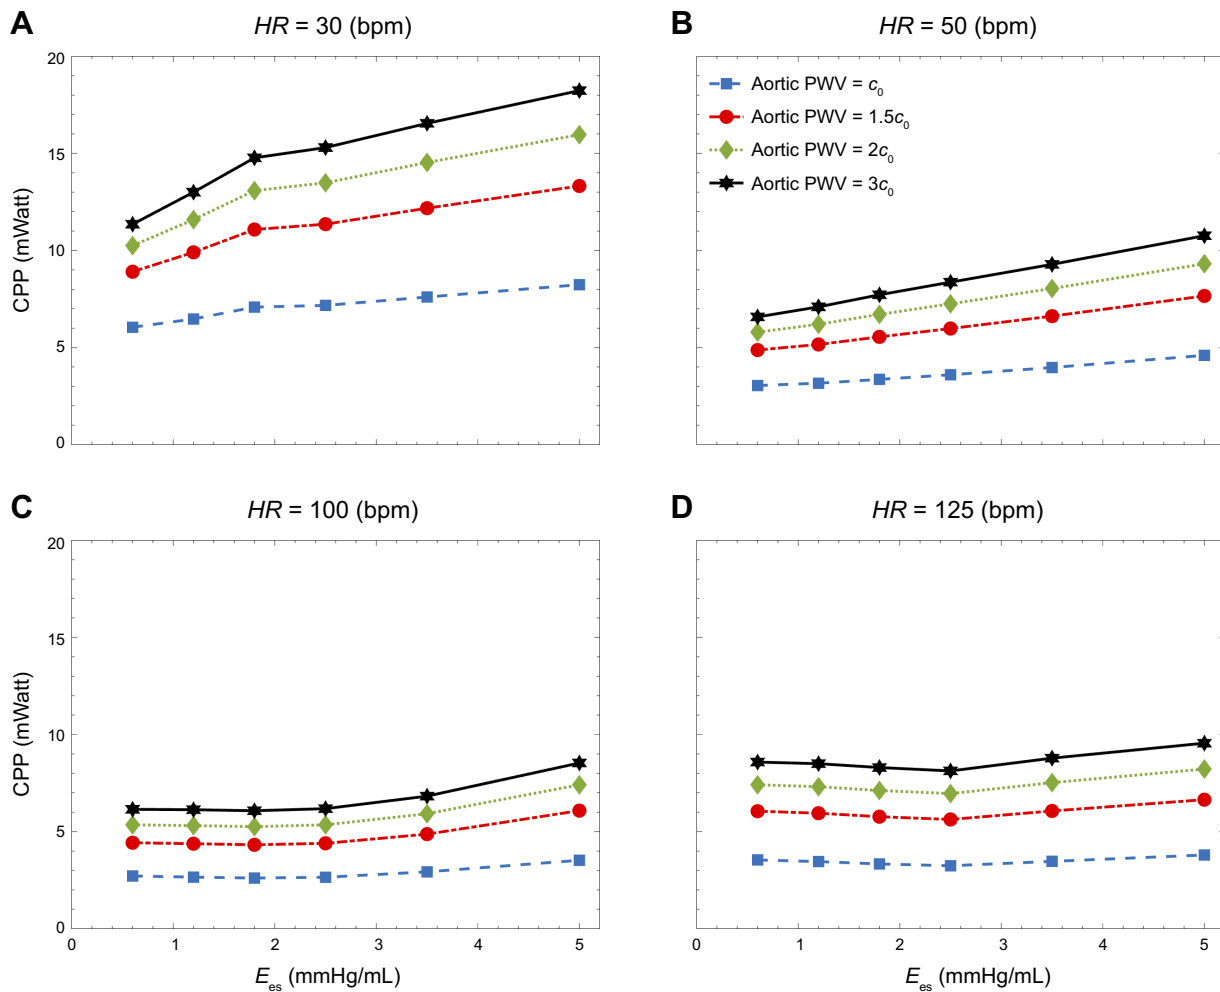 A
HR = 30 (bpm)
20
15
10
5
0
CPP (mWatt)
B
HR = 50 (bpm)
Aortic PWV = c₀
Aortic PWV = 1.5c₀
Aortic PWV = 2c₀
Aortic PWV = 3c₀
C
HR = 100 (bpm)
20
15
10
5
0
CPP (mWatt)
0 1 2 3 4 5
Eₑₛ (mmHg/mL)
D
HR = 125 (bpm)
0 1 2 3 4 5
Eₑₛ (mmHg/mL)